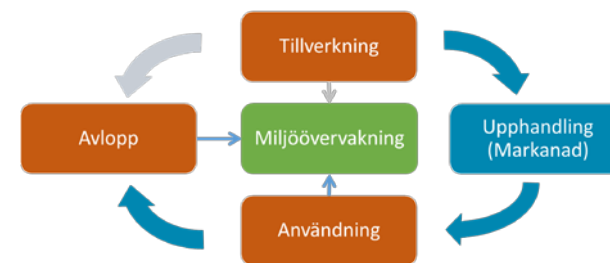 Tillverkning
Avlopp
Miljöövervakning
Upphandling
(Markanad)
Användning